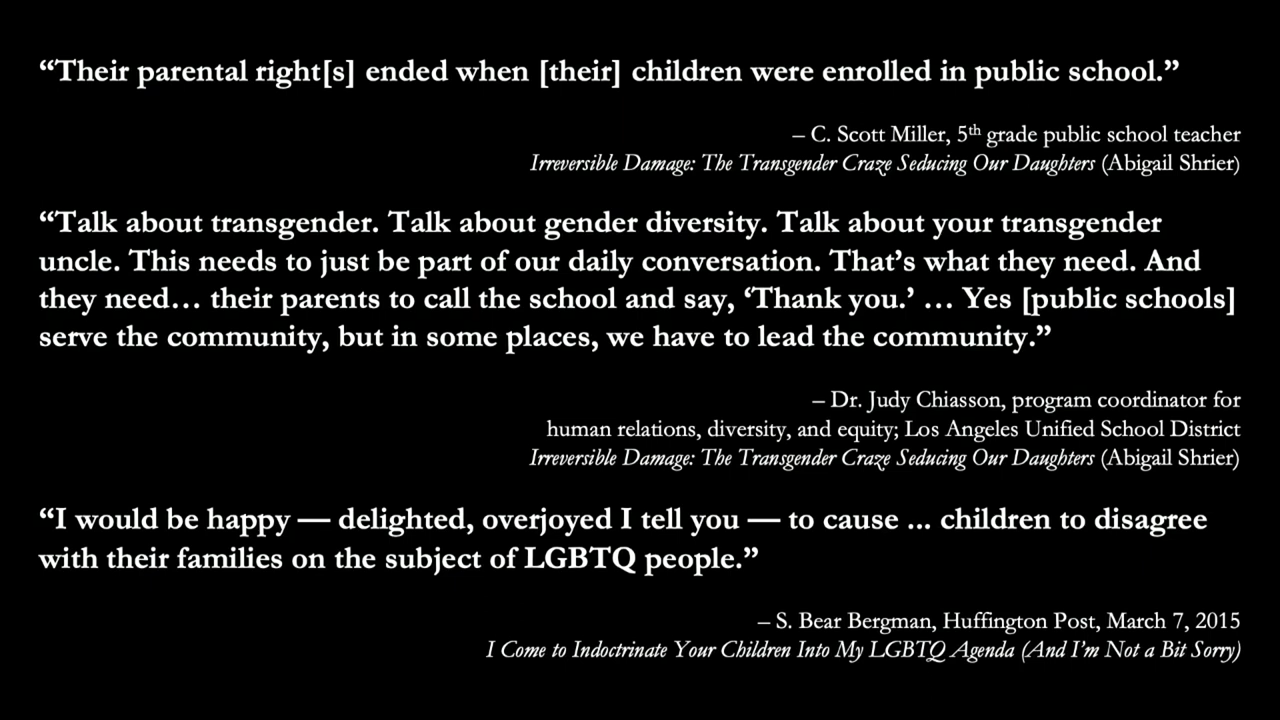 “Their parental right[s] ended when [their] children were enrolled in public school.”
– C. Scott Miller, 5th grade public school teacher
Irreversible Damage: The Transgender Craze Seducing Our Daughters (Abigail Shrier)
“Talk about transgender. Talk about gender diversity. Talk about your transgender
uncle. This needs to just be part of our daily conversation. That’s what they need. And
they need… their parents to call the school and say, ‘Thank you.’ … Yes [public schools]
serve the community, but in some places, we have to lead the community.”
– Dr. Judy Chiasson, program coordinator for
human relations, diversity, and equity; Los Angeles Unified School District
Irreversible Damage: The Transgender Craze Seducing Our Daughters (Abigail Shrier)
“I would be happy — delighted, overjoyed I tell you — to cause ... children to disagree
with their families on the subject of LGBTQ people.”
– S. Bear Bergman, Huffington Post, March 7, 2015
I Come to Indoctrinate Your Children Into My LGBTQ Agenda (And I’m Not a Bit Sorry)